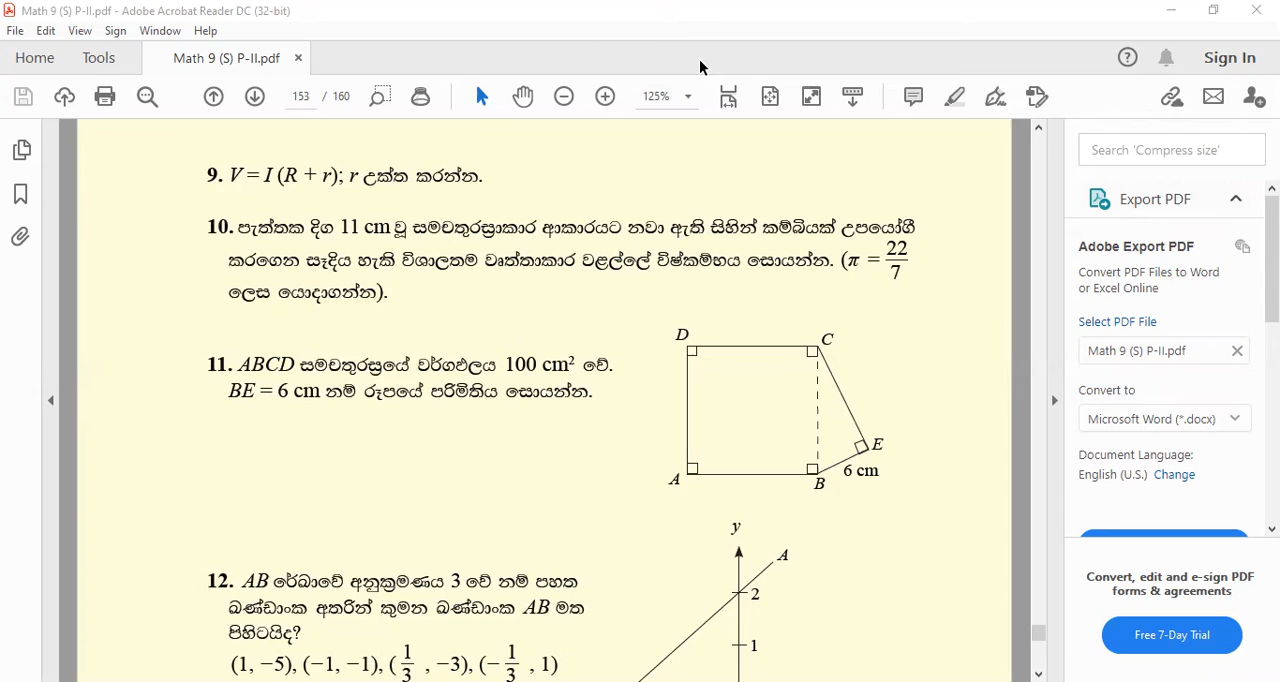 Math 9 (S) P-II.pdf - Adobe Acrobat Reader DC (32-bit)
File Edit View Sign Window Help
Home Tools Math 9 (S) P-II.pdf × Sign In
153 / 160 125%
9. V = I (R + r); r උක්ත කරන්න.
10. පැත්තක දිග 11 cm වූ සමචතුරස්‍රාකාර ආකාරයට නවා ඇති සිහින් කම්බියක් උපයෝගී
කරගෙන සෑදිය හැකි විශාලතම වෘත්තාකාර වළල්ලේ විෂ්කම්භය සොයන්න. (π = 22/7
ලෙස යොදාගන්න).
11. ABCD සමචතුරස්‍රයේ වර්ගඵලය 100 cm² වේ.
BE = 6 cm නම් රූපයේ පරිමිතිය සොයන්න.
D C
E
6 cm
A B
12. AB රේඛාවේ අනුක්‍රමණය 3 වේ නම් පහත
ඛණ්ඩාංක අතරින් කුමන ඛණ්ඩාංක AB මත
පිහිටයිද?
(1, −5), (−1, −1), (1/3 , −3), (−1/3 , 1)
y
A
2
1
Search 'Compress size'
Export PDF
Adobe Export PDF
Convert PDF Files to Word
or Excel Online
Select PDF File
Math 9 (S) P-II.pdf
Convert to
Microsoft Word (*.docx)
Document Language:
English (U.S.) Change
Convert, edit and e-sign PDF
forms & agreements
Free 7-Day Trial